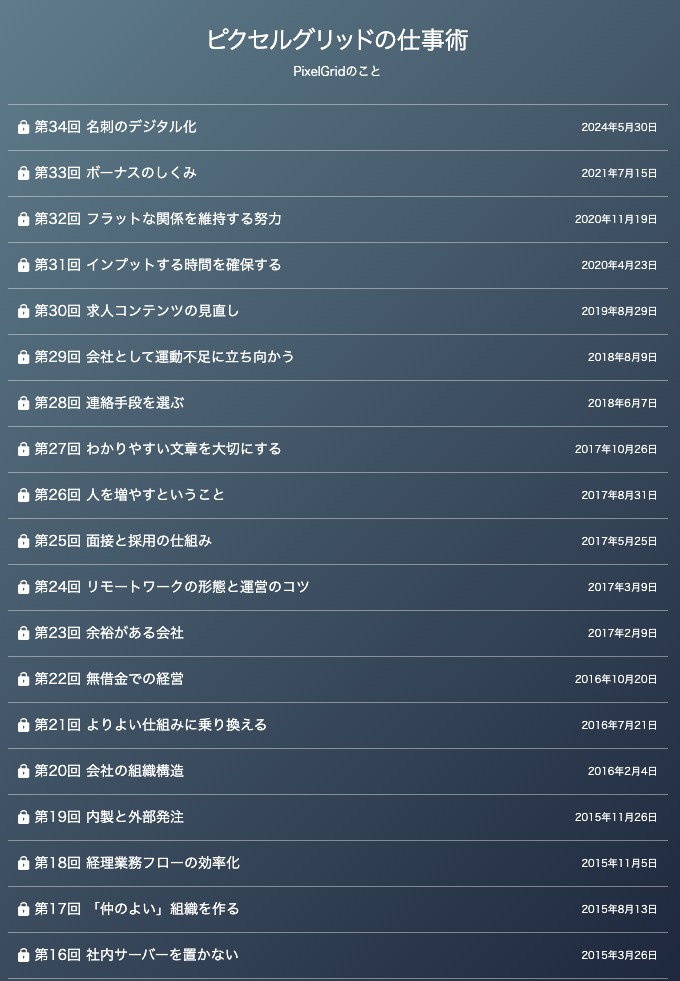 ピクセルグリッドの仕事術
PixelGridのこと
第34回 名刺のデジタル化 2024年5月30日
第33回 ボーナスのしくみ 2021年7月15日
第32回 フラットな関係を維持する努力 2020年11月19日
第31回 インプットする時間を確保する 2020年4月23日
第30回 求人コンテンツの見直し 2019年8月29日
第29回 会社として運動不足に立ち向かう 2018年8月9日
第28回 連絡手段を選ぶ 2018年6月7日
第27回 わかりやすい文章を大切にする 2017年10月26日
第26回 人を増やすということ 2017年8月31日
第25回 面接と採用の仕組み 2017年5月25日
第24回 リモートワークの形態と運営のコツ 2017年3月9日
第23回 余裕がある会社 2017年2月9日
第22回 無借金での経営 2016年10月20日
第21回 よりよい仕組みに乗り換える 2016年7月21日
第20回 会社の組織構造 2016年2月4日
第19回 内製と外部発注 2015年11月26日
第18回 経理業務フローの効率化 2015年11月5日
第17回 「仲のよい」組織を作る 2015年8月13日
第16回 社内サーバーを置かない 2015年3月26日